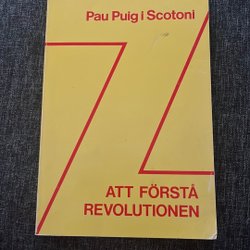 Pau Puig i Scotoni
ATT FÖRSTÅ
REVOLUTIONEN